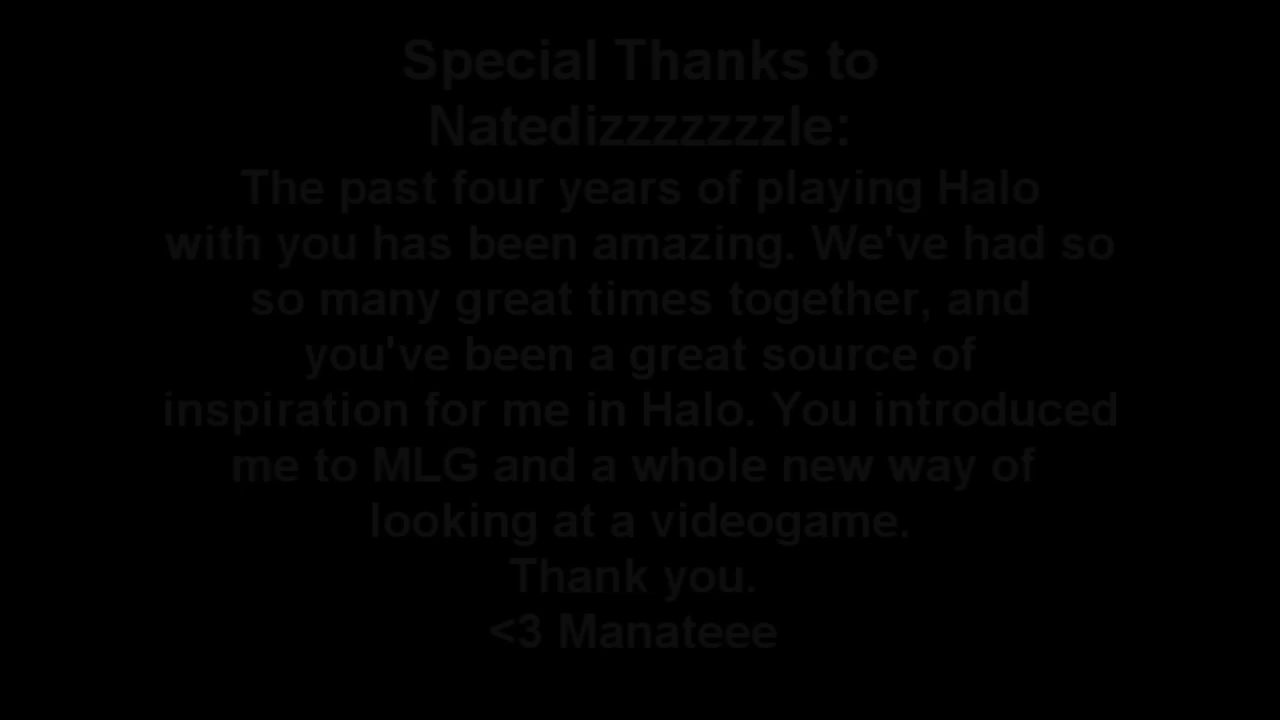 Special Thanks to
Natedizzzzzzzle:
The past four years of playing Halo
with you has been amazing. We've had so
so many great times together, and
you've been a great source of
inspiration for me in Halo. You introduced
me to MLG and a whole new way of
looking at a videogame.
Thank you.
<3 Manateee